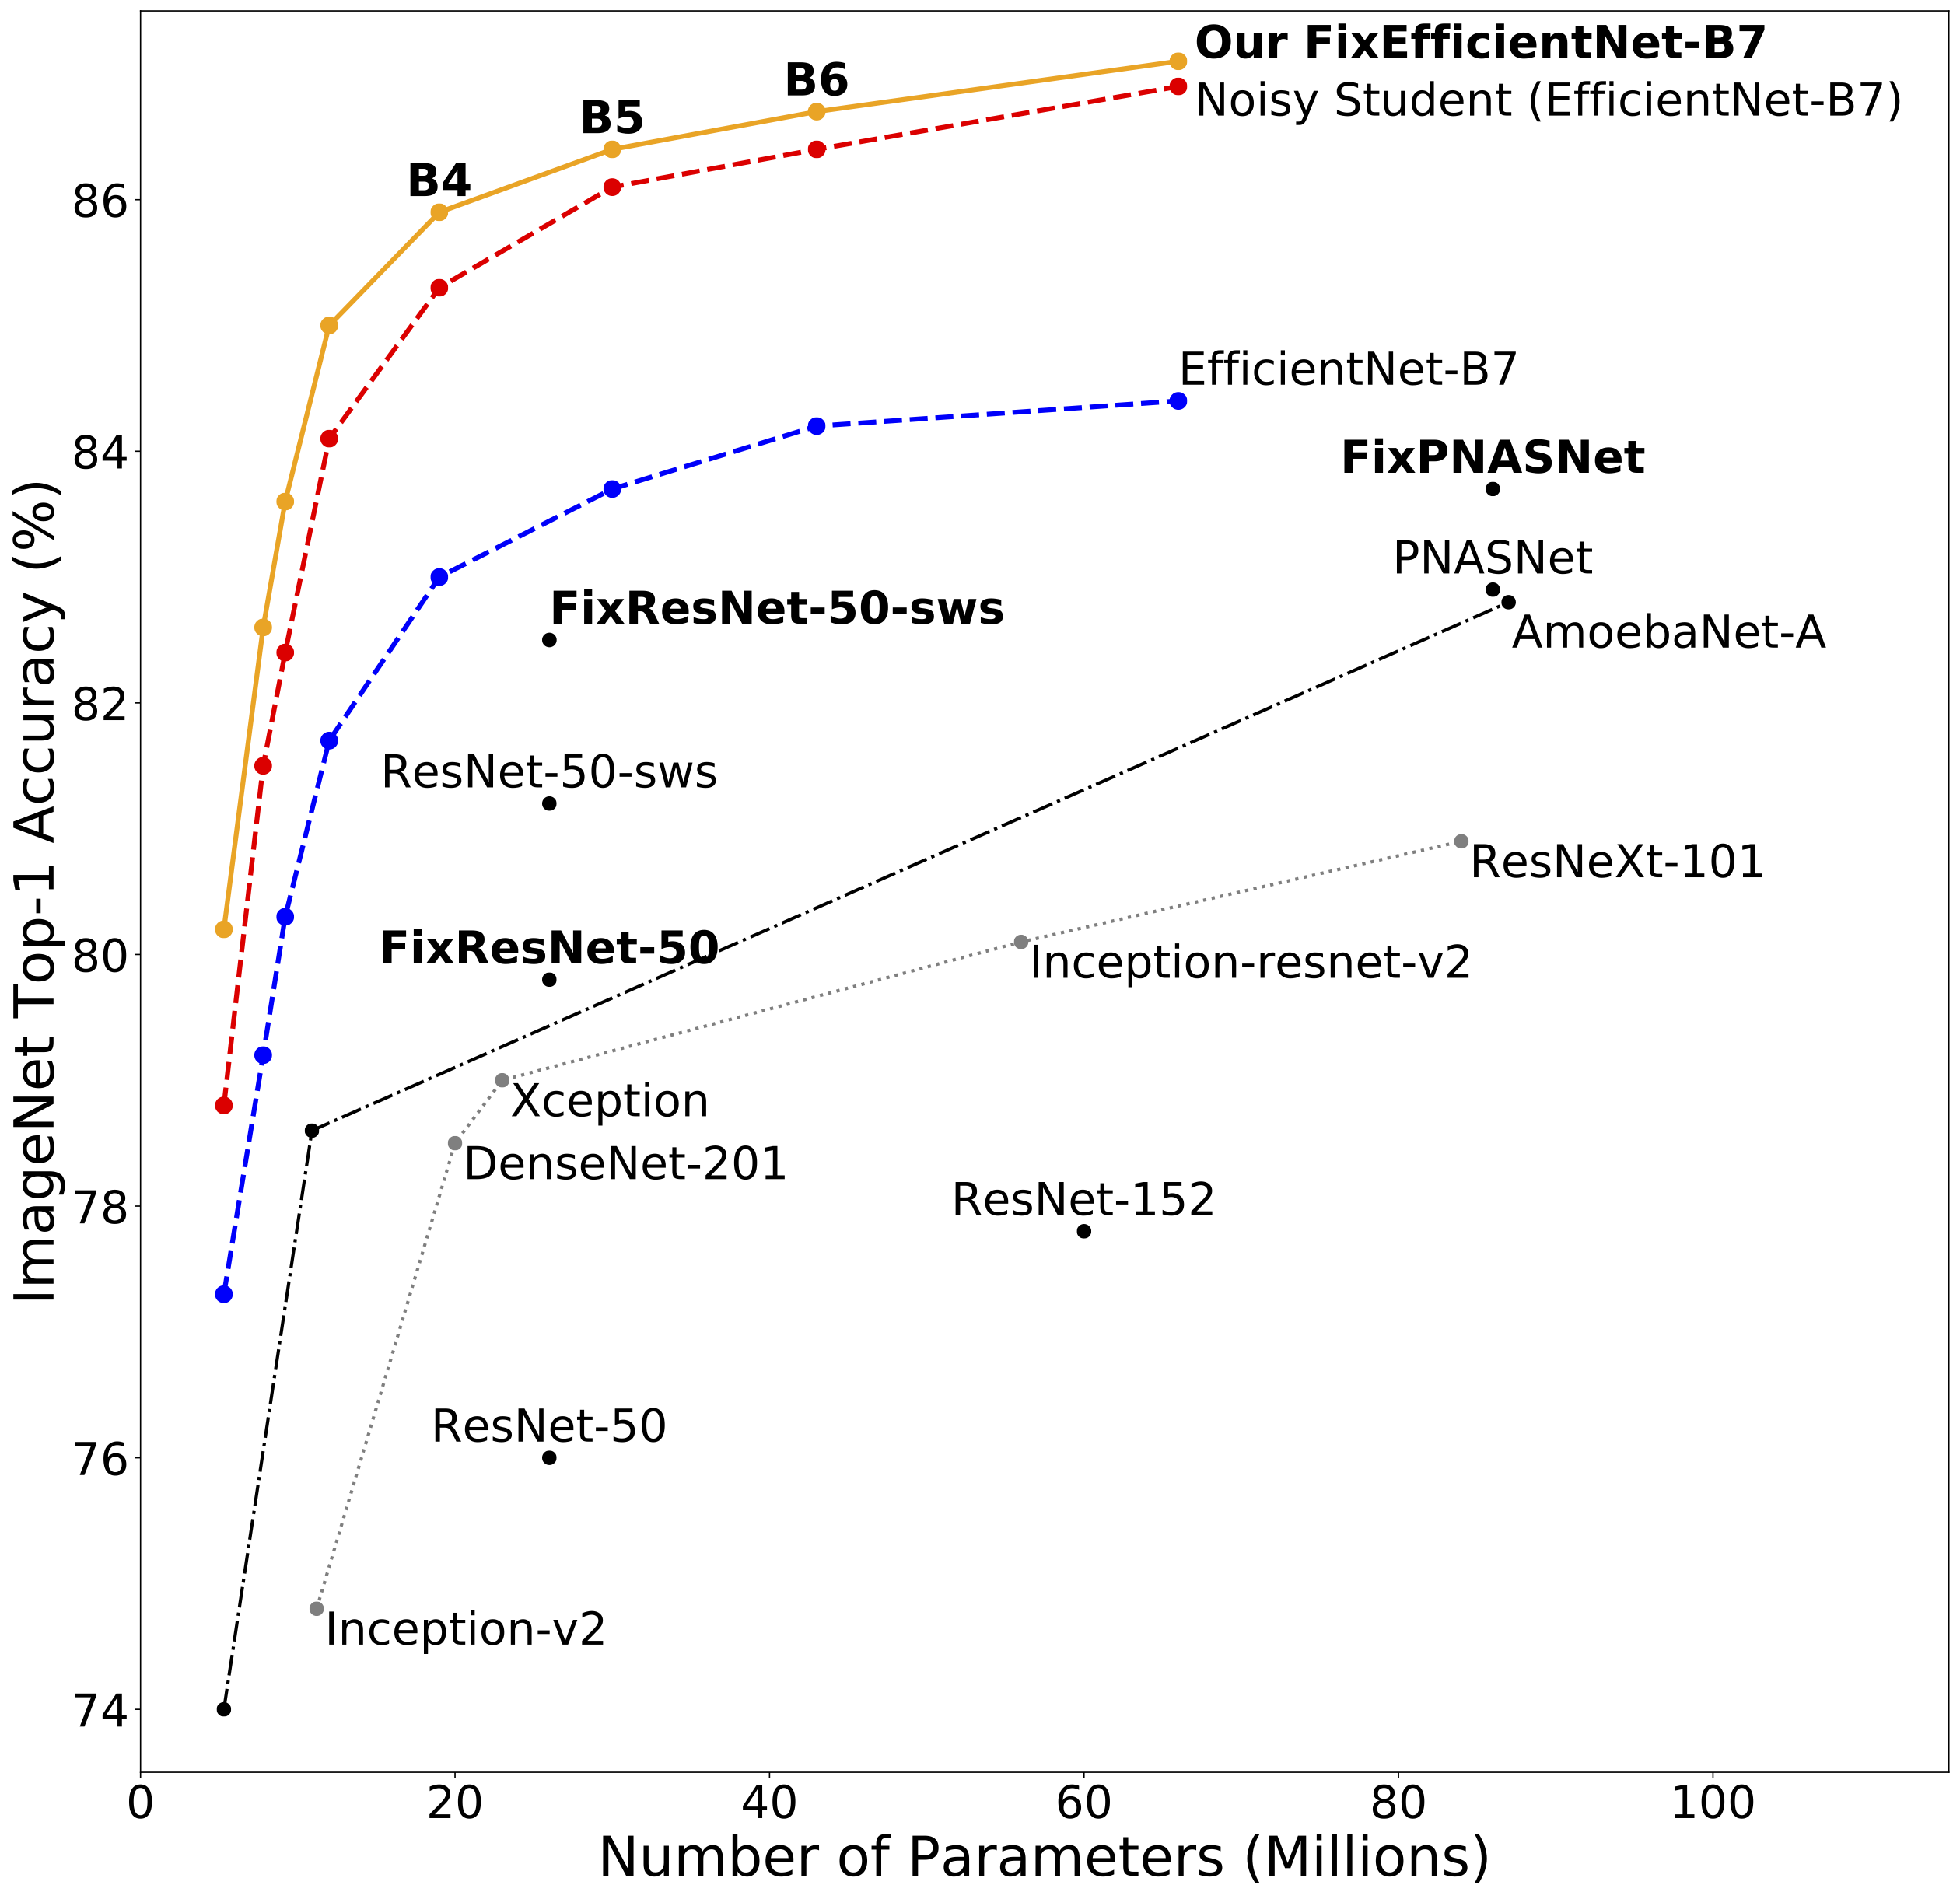 Our FixEfficientNet-B7
B6
Noisy Student (EfficientNet-B7)
B5
B4
86
EfficientNet-B7
84
FixPNASNet
PNASNet
FixResNet-50-sws
AmoebaNet-A
82
ResNet-50-sws
ResNeXt-101
FixResNet-50
80
Inception-resnet-v2
Xception
DenseNet-201
78
ResNet-152
ResNet-50
76
Inception-v2
74
ImageNet Top-1 Accuracy (%)
0 20 40 60 80 100
Number of Parameters (Millions)